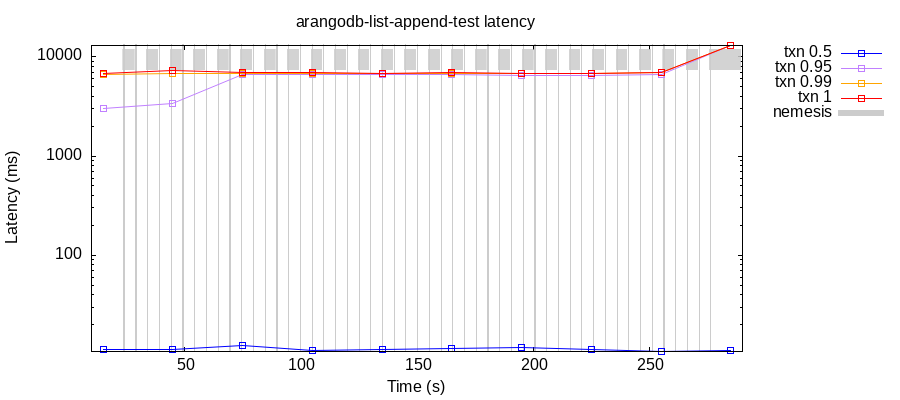 arangodb-list-append-test latency
10000
1000
100
Latency (ms)
50
100
150
200
250
Time (s)
txn 0.5
txn 0.95
txn 0.99
txn 1
nemesis